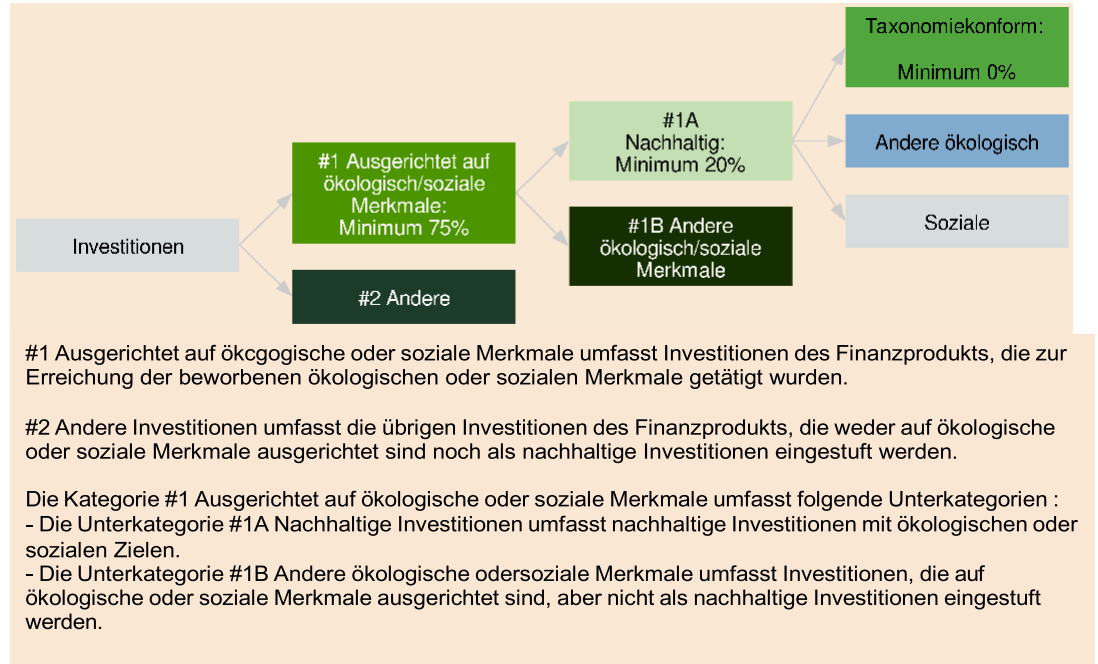 Investitionen
#1 Ausgerichtet auf
ökologisch/soziale
Merkmale:
Minimum 75%
#2 Andere
#1A
Nachhaltig:
Minimum 20%
#1B Andere
ökologisch/soziale
Merkmale
Taxonomiekonform:
Minimum 0%
Andere ökologisch
Soziale
#1 Ausgerichtet auf ökcgogische oder soziale Merkmale umfasst Investitionen des Finanzprodukts, die zur
Erreichung der beworbenen ökologischen oder sozialen Merkmale getätigt wurden.
#2 Andere Investitionen umfasst die übrigen Investitionen des Finanzprodukts, die weder auf ökologische
oder soziale Merkmale ausgerichtet sind noch als nachhaltige Investitionen eingestuft werden.
Die Kategorie #1 Ausgerichtet auf ökologische oder soziale Merkmale umfasst folgende Unterkategorien :
- Die Unterkategorie #1A Nachhaltige Investitionen umfasst nachhaltige Investitionen mit ökologischen oder
sozialen Zielen.
- Die Unterkategorie #1B Andere ökologische odersoziale Merkmale umfasst Investitionen, die auf
ökologische oder soziale Merkmale ausgerichtet sind, aber nicht als nachhaltige Investitionen eingestuft
werden.